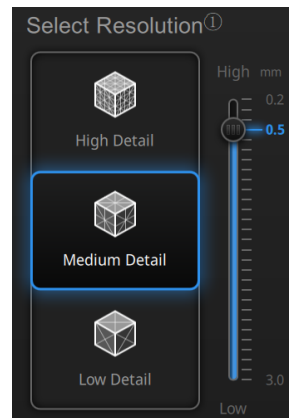 Select Resolution①
High mm
0.2
High Detail
0.5
Medium Detail
Low Detail
3.0
Low